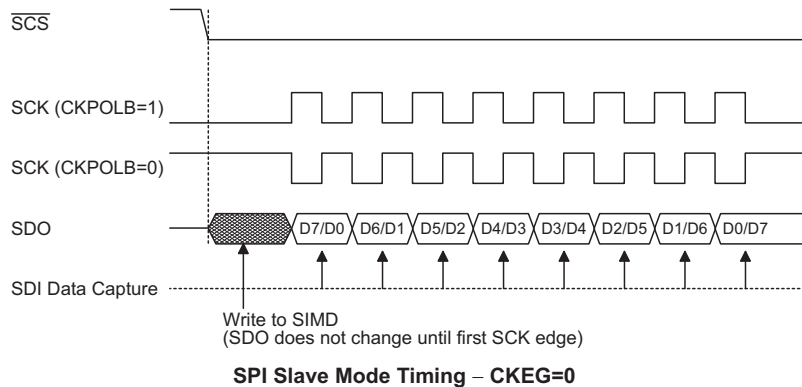 SCS
SCK (CKPOLB=1)
SCK (CKPOLB=0)
SDO
D7/D0 D6/D1 D5/D2 D4/D3 D3/D4 D2/D5 D1/D6 D0/D7
SDI Data Capture
Write to SIMD
(SDO does not change until first SCK edge)
SPI Slave Mode Timing – CKEG=0